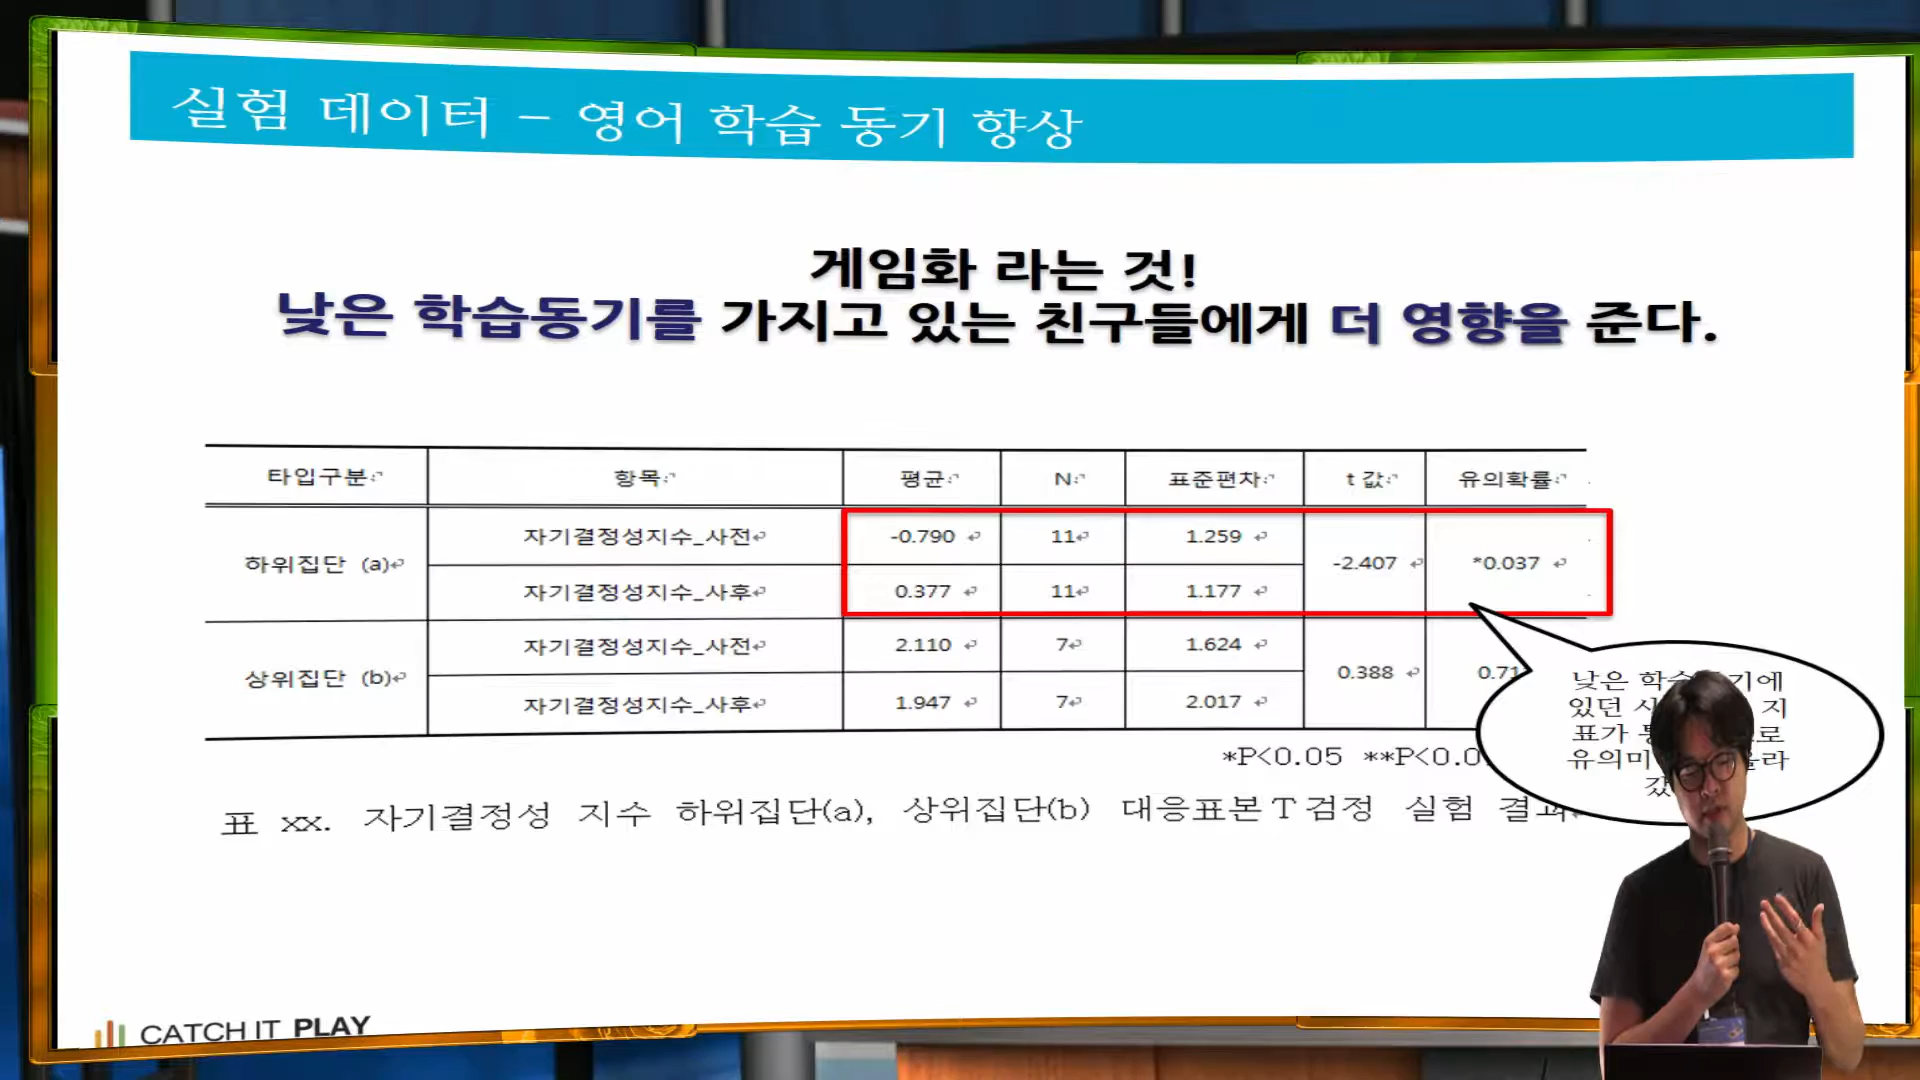 실험 데이터 - 영어 학습 동기 향상
게임화 라는 것!
낮은 학습동기를 가지고 있는 친구들에게 더 영향을 준다.
타입구분 항목 평균 N 표준편차 t 값 유의확률
하위집단 (a) 자기결정성지수_사전 -0.790 11 1.259 -2.407 *0.037
자기결정성지수_사후 0.377 11 1.177
상위집단 (b) 자기결정성지수_사전 2.110 7 1.624 0.388
자기결정성지수_사후 1.947 7 2.017
*P<0.05
표 xx. 자기결정성 지수 하위집단(a), 상위집단(b) 대응표본T검정 실험 결과
낮은
있던 지
표가
유의미
CATCH IT PLAY